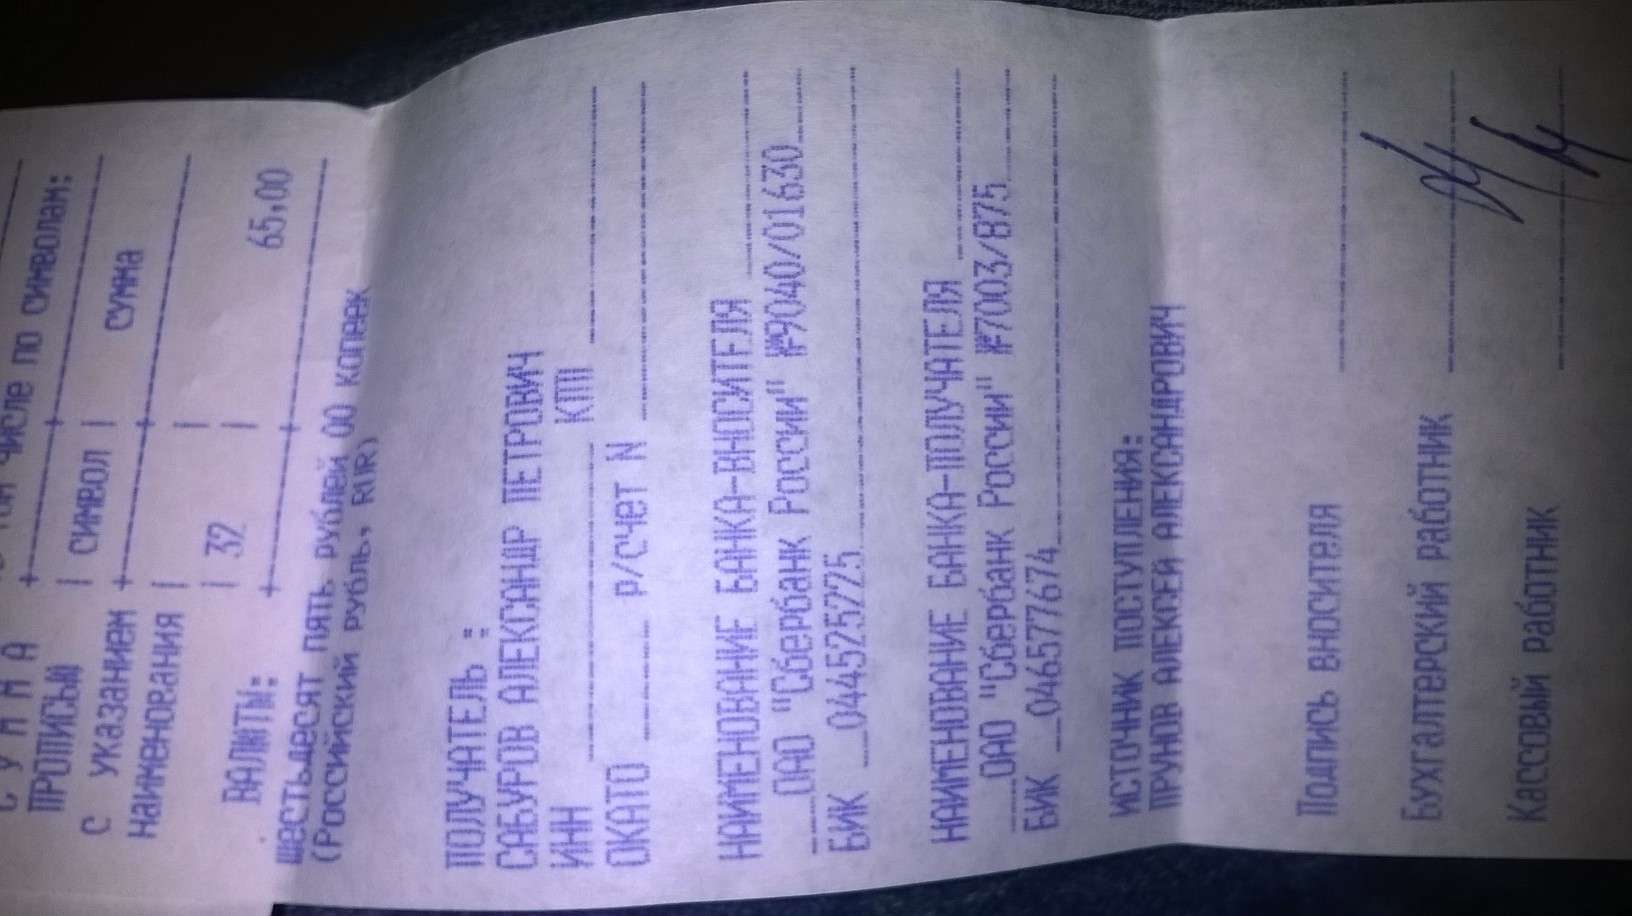 числе по символам:
СУММА
ПРОПИСЬЮ
| СИМВОЛ | СУММА
С указанием
наименования | |
ВАЛЮТЫ: | 32 | 65,00
шестьдесят пять рублей 00 копеек
(Российский рубль, RUR)
ПОЛУЧАТЕЛЬ :
САБУРОВ АЛЕКСАНДР ПЕТРОВИЧ
ИНН КПП
ОКАТО р/счет N
НАИМЕНОВАНИЕ БАНКА-ВНОСИТЕЛЯ
ОАО "Сбербанк России" №9040/01630
БИК 044525225
НАИМЕНОВАНИЕ БАНКА-ПОЛУЧАТЕЛЯ
ОАО "Сбербанк России" №7003/875
БИК 046577674
ИСТОЧНИК ПОСТУПЛЕНИЯ:
ПРУНОВ АЛЕКСЕЙ АЛЕКСАНДРОВИЧ
Подпись вносителя
Бухгалтерский работник
Кассовый работник